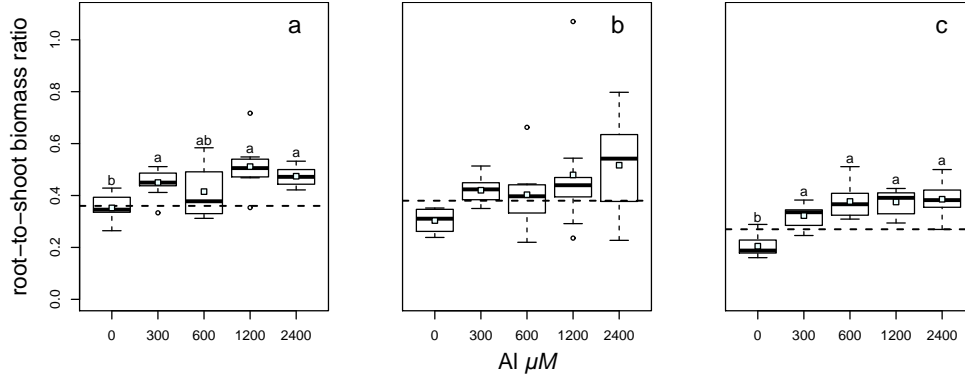 a
b
c
root−to−shoot biomass ratio
1.0
0.8
0.6
0.4
0.2
0.0
b a ab a a
b a a a a
0 300 600 1200 2400
0 300 600 1200 2400
0 300 600 1200 2400
Al µM